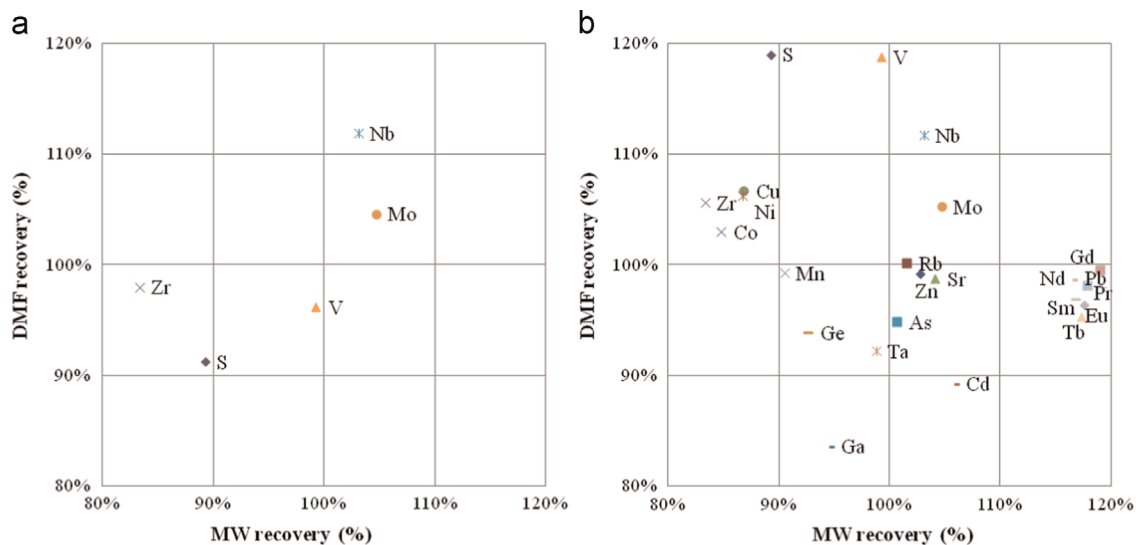 a
120%
110%
100%
90%
80%
DMF recovery (%)
80%
90%
100%
110%
120%
MW recovery (%)
Nb
Mo
Zr
V
S
b
120%
110%
100%
90%
80%
DMF recovery (%)
80%
90%
100%
110%
120%
MW recovery (%)
S
V
Nb
Cu
Zr
Ni
Mo
Co
Gd
Rb
Mn
Nd
Pb
Sr
Zn
Pr
Sm
Eu
As
Tb
Ge
Ta
Cd
Ga